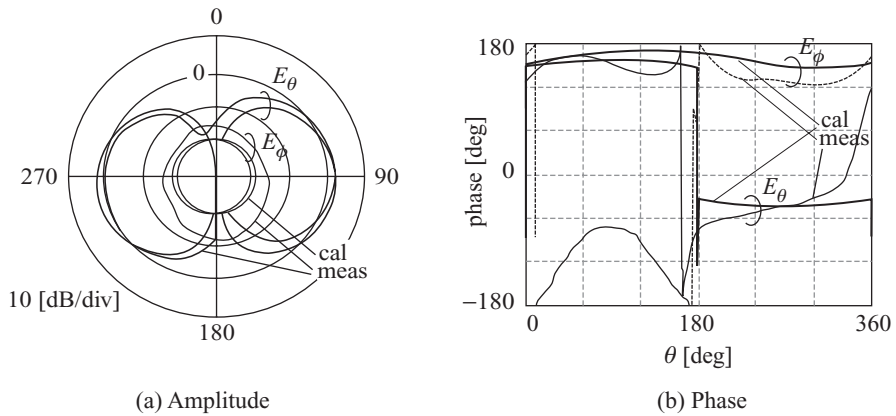 0
0
E_θ
E_ϕ
270
90
cal
meas
10 [dB/div]
180
(a) Amplitude
180
E_ϕ
cal
meas
phase [deg]
0
E_θ
−180
0
180
360
θ [deg]
(b) Phase